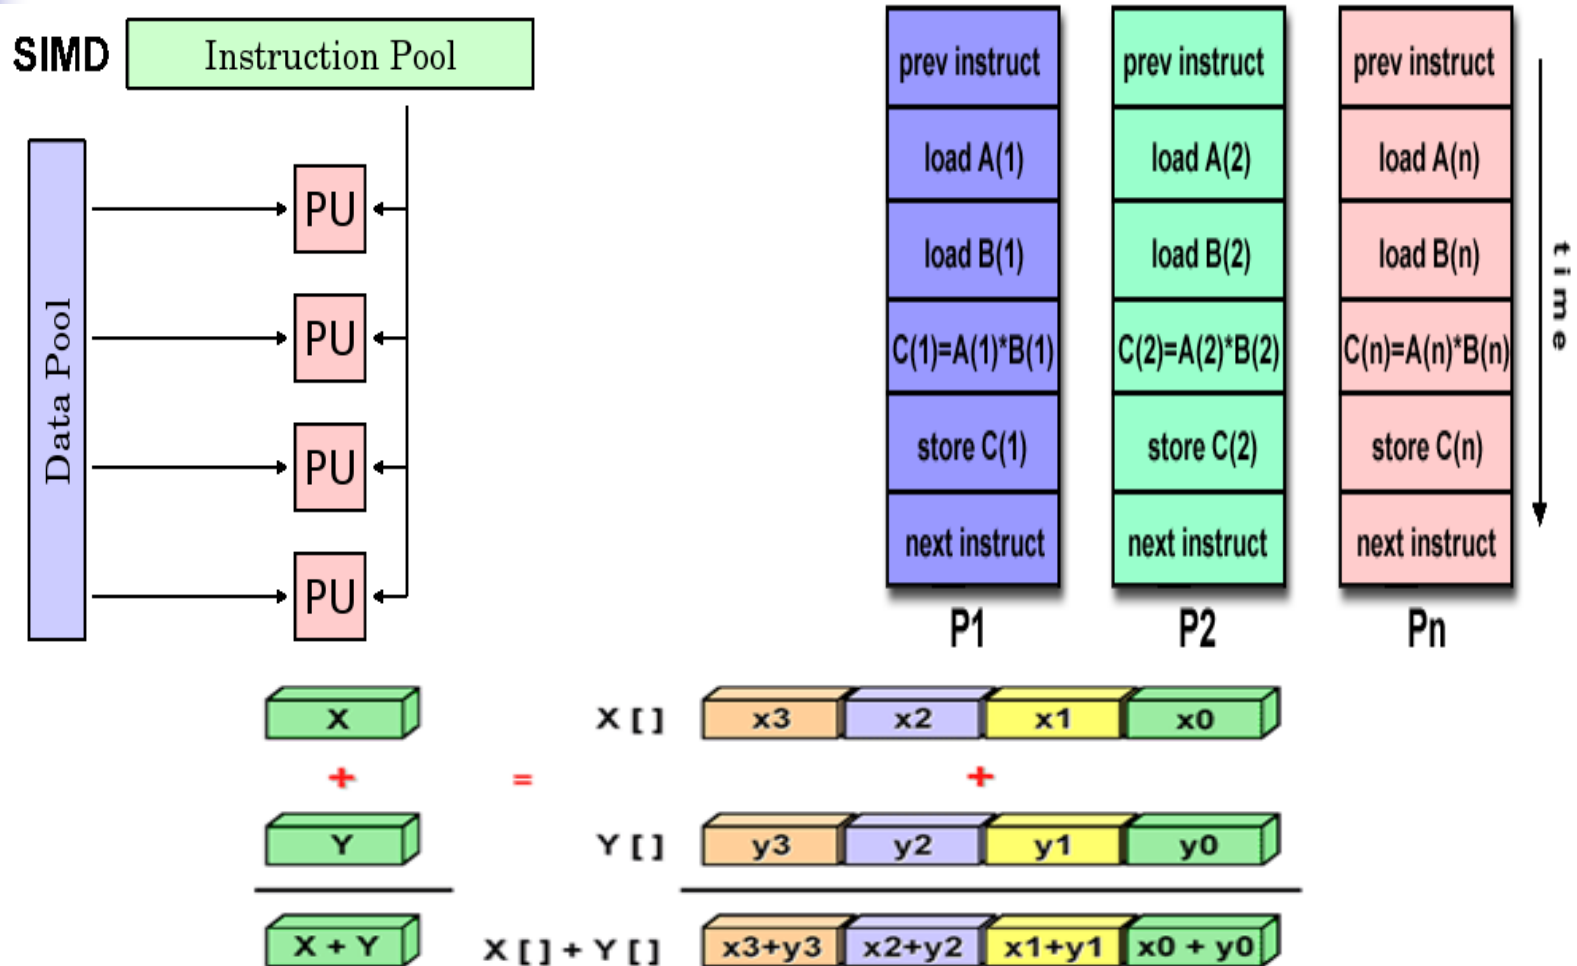 SIMD
Instruction Pool
Data Pool
PU
PU
PU
PU
prev instruct
load A(1)
load B(1)
C(1)=A(1)*B(1)
store C(1)
next instruct
P1
prev instruct
load A(2)
load B(2)
C(2)=A(2)*B(2)
store C(2)
next instruct
P2
prev instruct
load A(n)
load B(n)
C(n)=A(n)*B(n)
store C(n)
next instruct
Pn
time
X
+
Y
X + Y
=
X [ ] x3 x2 x1 x0
+
Y [ ] y3 y2 y1 y0
X [ ] + Y [ ] x3+y3 x2+y2 x1+y1 x0 + y0